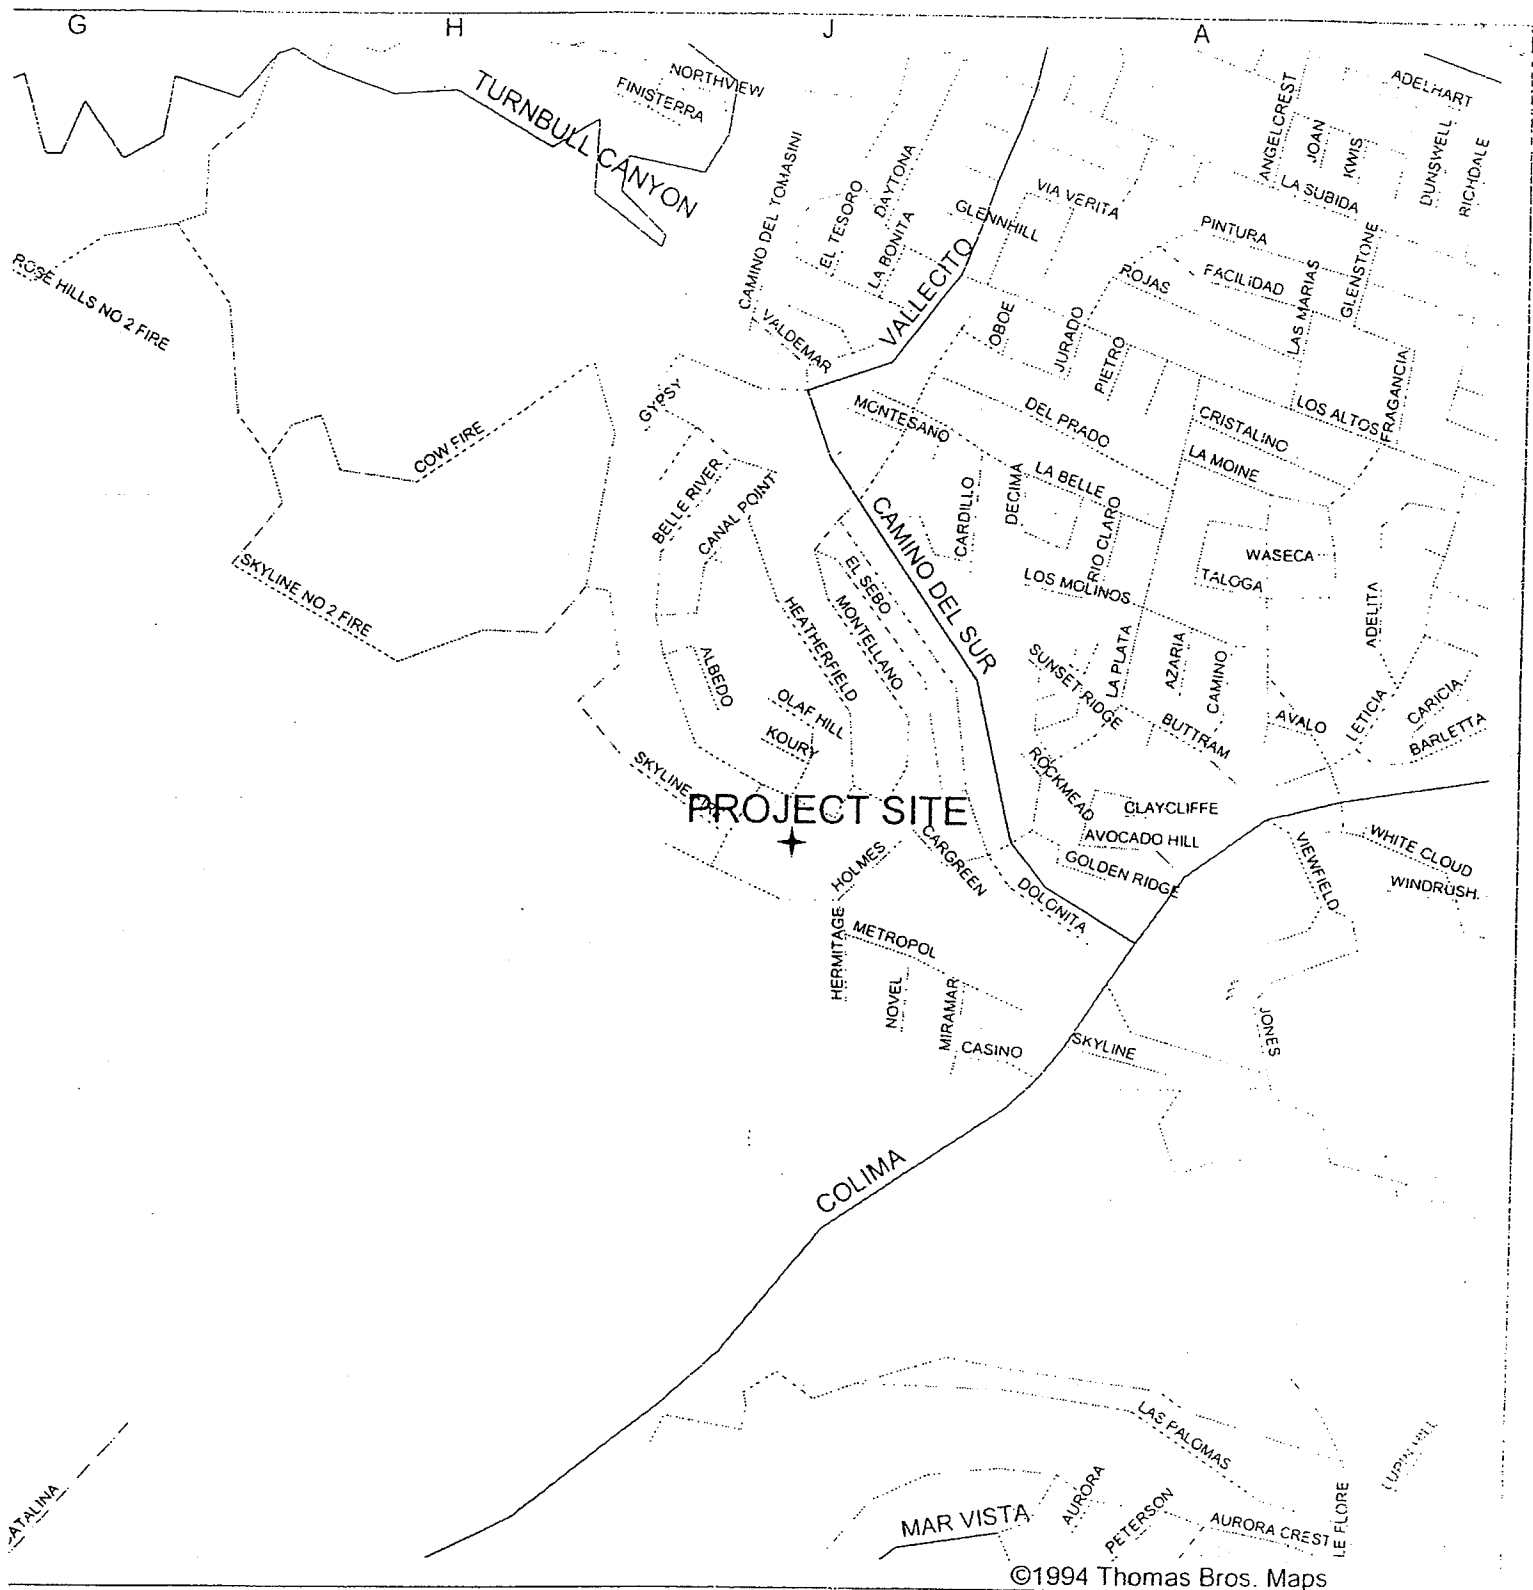 G
H
J
A
TURNBULL CANYON
NORTHVIEW
FINISTERRA
ADELHART
ANGELCREST
JOAN
KWIS
DUNSWELL
RICHDALE
CAMINO DEL TOMASINI
EL TESORO
DAYTONA
LA BONITA
GLENNHILL
VIA VERITA
LA SUBIDA
PINTURA
FACILIDAD
GLENSTONE
ROSE HILLS NO 2 FIRE
VALLECITO
ROJAS
LAS MARIAS
VALDEMAR
OBOE
JURADO
PIETRO
GYPSY
MONTESANO
DEL PRADO
CRISTALINO
LOS ALTOS
FRAGANCIA
COW FIRE
LA MOINE
BELLE RIVER
CANAL POINT
CAMINO DEL SUR
CARDILLO
DECIMA
LA BELLE
RIO CLARO
WASECA
TALOGA
SKYLINE NO 2 FIRE
EL SEBO
LOS MOLINOS
ADELITA
HEATHERFIELD
MONTELLANO
ALBEDO
SUNSET RIDGE
LA PLATA
AZARIA
CAMINO
OLAF HILL
KOURY
BUTTRAM
AVALO
LETICIA
CARICIA
BARLETTA
SKYLINE
PROJECT SITE
ROCKMEAD
CLAYCLIFFE
AVOCADO HILL
GOLDEN RIDGE
HOLMES
CARGREEN
DOLONITA
VIEWFIELD
WHITE CLOUD
WINDRUSH
HERMITAGE
METROPOL
NOVEL
MIRAMAR
CASINO
SKYLINE
JONES
COLIMA
LAS PALOMAS
LUPIN HILL
ATALINA
MAR VISTA
AURORA
PETERSON
AURORA CREST
LE FLORE
©1994 Thomas Bros. Maps